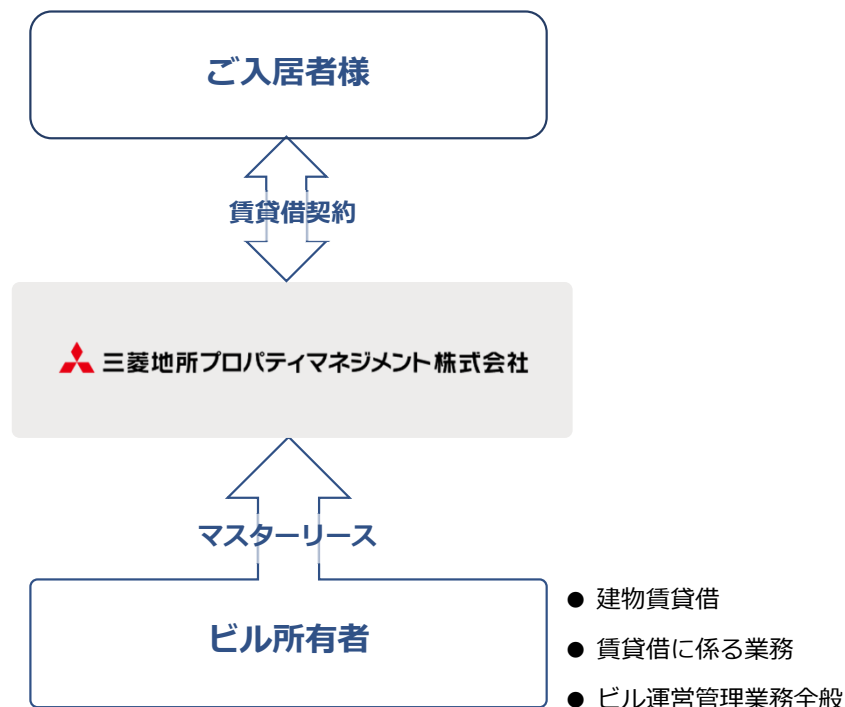 ご入居者様
賃貸借契約
三菱地所プロパティマネジメント株式会社
マスターリース
ビル所有者
● 建物賃貸借
● 賃貸借に係る業務
● ビル運営管理業務全般